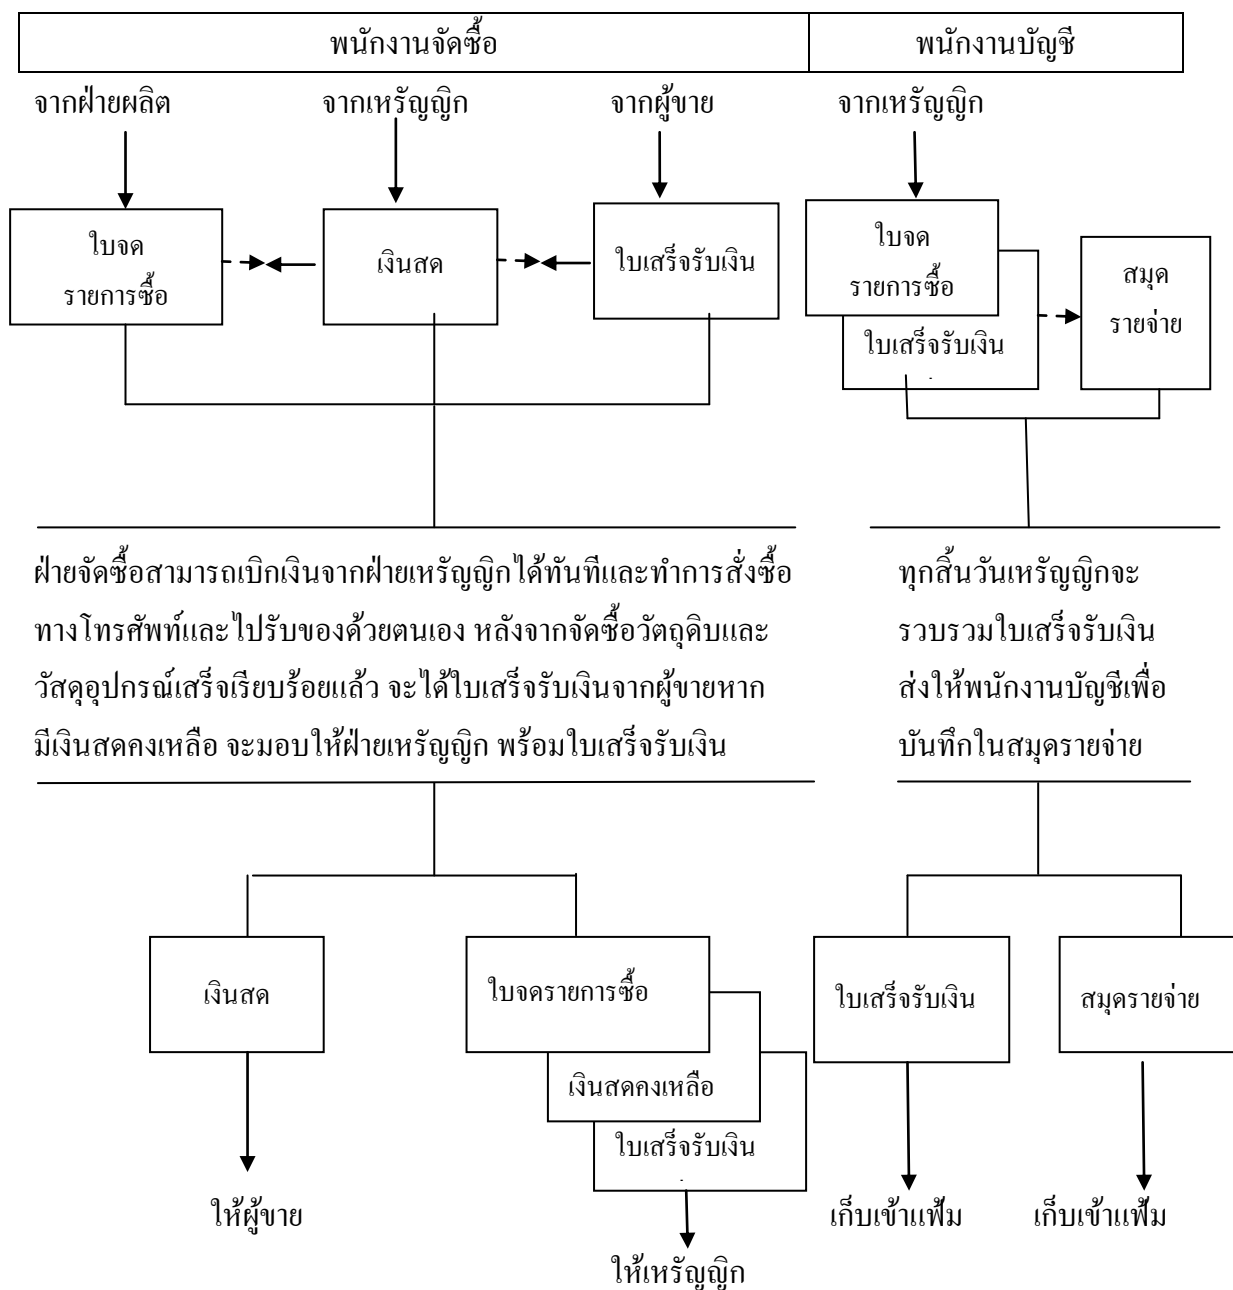 พนักงานจัดซื้อ
พนักงานบัญชี
จากฝ่ายผลิต
จากเหรัญญิก
จากผู้ขาย
จากเหรัญญิก
ใบจด
รายการซื้อ
เงินสด
ใบเสร็จรับเงิน
ใบจด
รายการซื้อ
ใบเสร็จรับเงิน
สมุด
รายจ่าย
ฝ่ายจัดซื้อสามารถเบิกเงินจากฝ่ายเหรัญญิกได้ทันทีและทำการสั่งซื้อ
ทางโทรศัพท์และไปรับของด้วยตนเอง หลังจากจัดซื้อวัตถุดิบและ
วัสดุอุปกรณ์เสร็จเรียบร้อยแล้ว จะได้ใบเสร็จรับเงินจากผู้ขายหาก
มีเงินสดคงเหลือ จะมอบให้ฝ่ายเหรัญญิก พร้อมใบเสร็จรับเงิน
ทุกสิ้นวันเหรัญญิกจะ
รวบรวมใบเสร็จรับเงิน
ส่งให้พนักงานบัญชีเพื่อ
บันทึกในสมุดรายจ่าย
เงินสด
ใบจดรายการซื้อ
เงินสดคงเหลือ
ใบเสร็จรับเงิน
ใบเสร็จรับเงิน
สมุดรายจ่าย
ให้ผู้ขาย
ให้เหรัญญิก
เก็บเข้าแฟ้ม
เก็บเข้าแฟ้ม